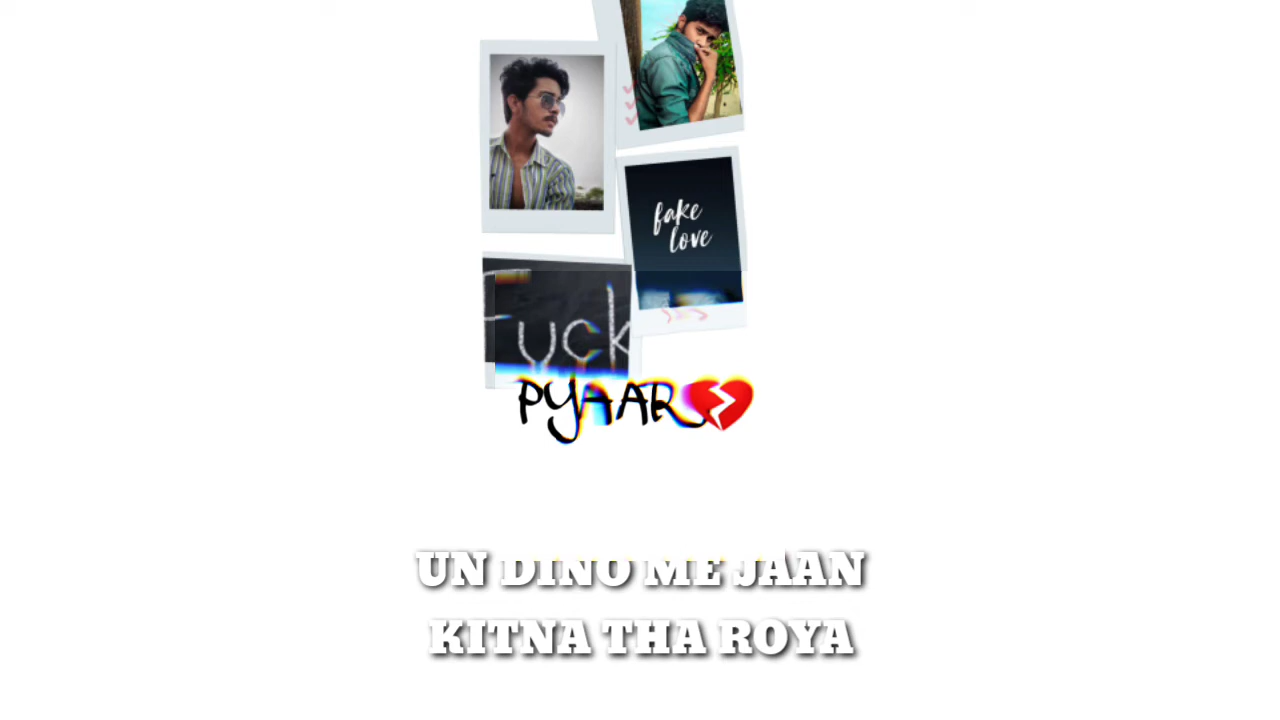 fake
love
Fuck
PYAAR
UN DINO ME JAAN
KITNA THA ROYA